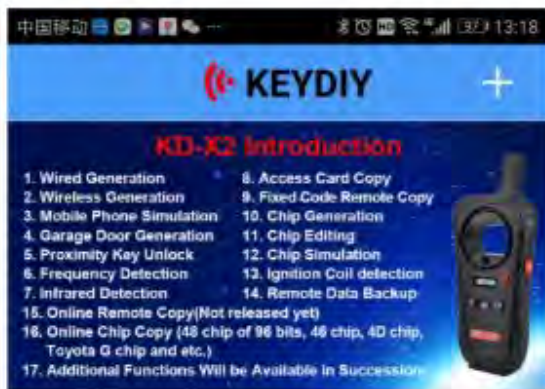 中国移动 ... HD 4G 97 13:18
KEYDIY
KD-X2 Introduction
1. Wired Generation
2. Wireless Generation
3. Mobile Phone Simulation
4. Garage Door Generation
5. Proximity Key Unlock
6. Frequency Detection
7. Infrared Detection
8. Access Card Copy
9. Fixed Code Remote Copy
10. Chip Generation
11. Chip Editing
12. Chip Simulation
13. Ignition Coil detection
14. Remote Data Backup
15. Online Remote Copy(Not released yet)
16. Online Chip Copy (48 chip of 96 bits, 46 chip, 4D chip,
Toyota G chip and etc.)
17. Additional Functions Will be Available in Succession